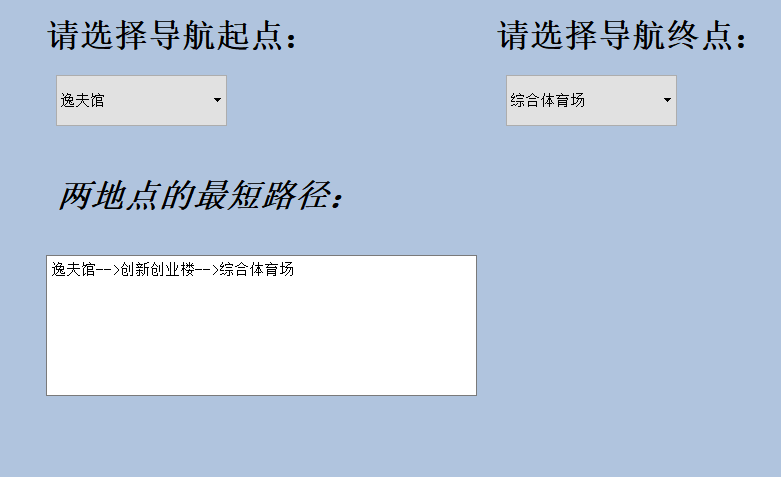 请选择导航起点：
请选择导航终点：
逸夫馆
综合体育场
两地点的最短路径：
逸夫馆-->创新创业楼-->综合体育场